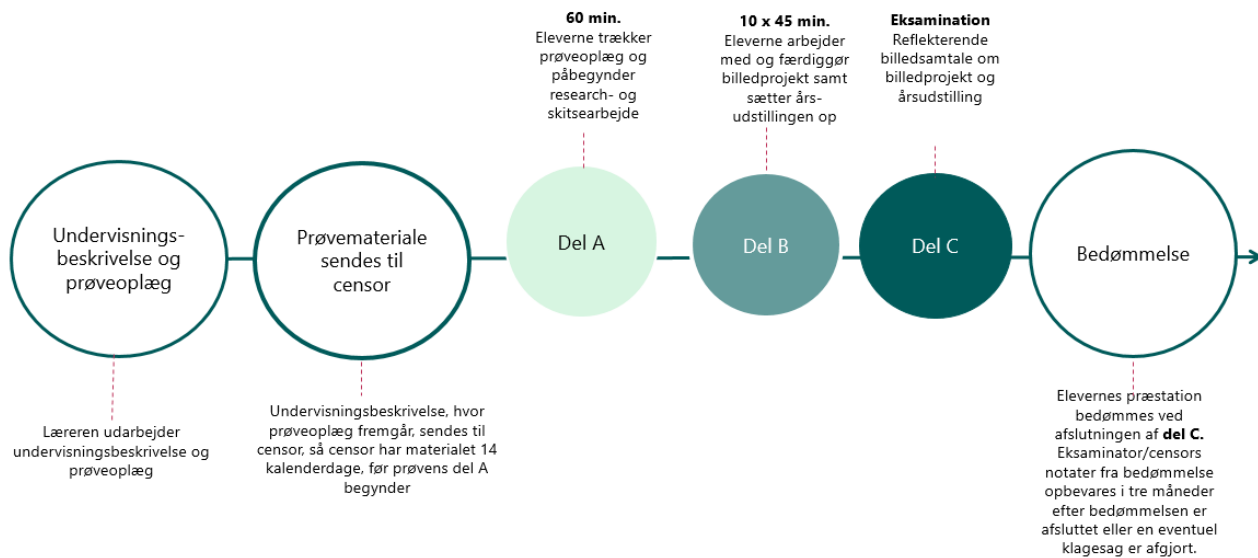 Undervisnings-
beskrivelse og
prøveoplæg
Læreren udarbejder
undervisningsbeskrivelse og
prøveoplæg
Prøvemateriale
sendes til
censor
Undervisningsbeskrivelse, hvor
prøveoplæg fremgår, sendes til
censor, så censor har materialet 14
kalenderdage, før prøvens del A
begynder
60 min.
Eleverne trækker
prøveoplæg og
påbegynder
research- og
skitsearbejde
Del A
10 x 45 min.
Eleverne arbejder
med og færdiggør
billedprojekt samt
sætter års-
udstillingen op
Del B
Eksamination
Reflekterende
billedsamtale om
billedprojekt og
årsudstilling
Del C
Bedømmelse
Elevernes præstation
bedømmes ved
afslutningen af del C.
Eksaminator/censors
notater fra bedømmelse
opbevares i tre måneder
efter bedømmelsen er
afsluttet eller en eventuel
klagesag er afgjort.